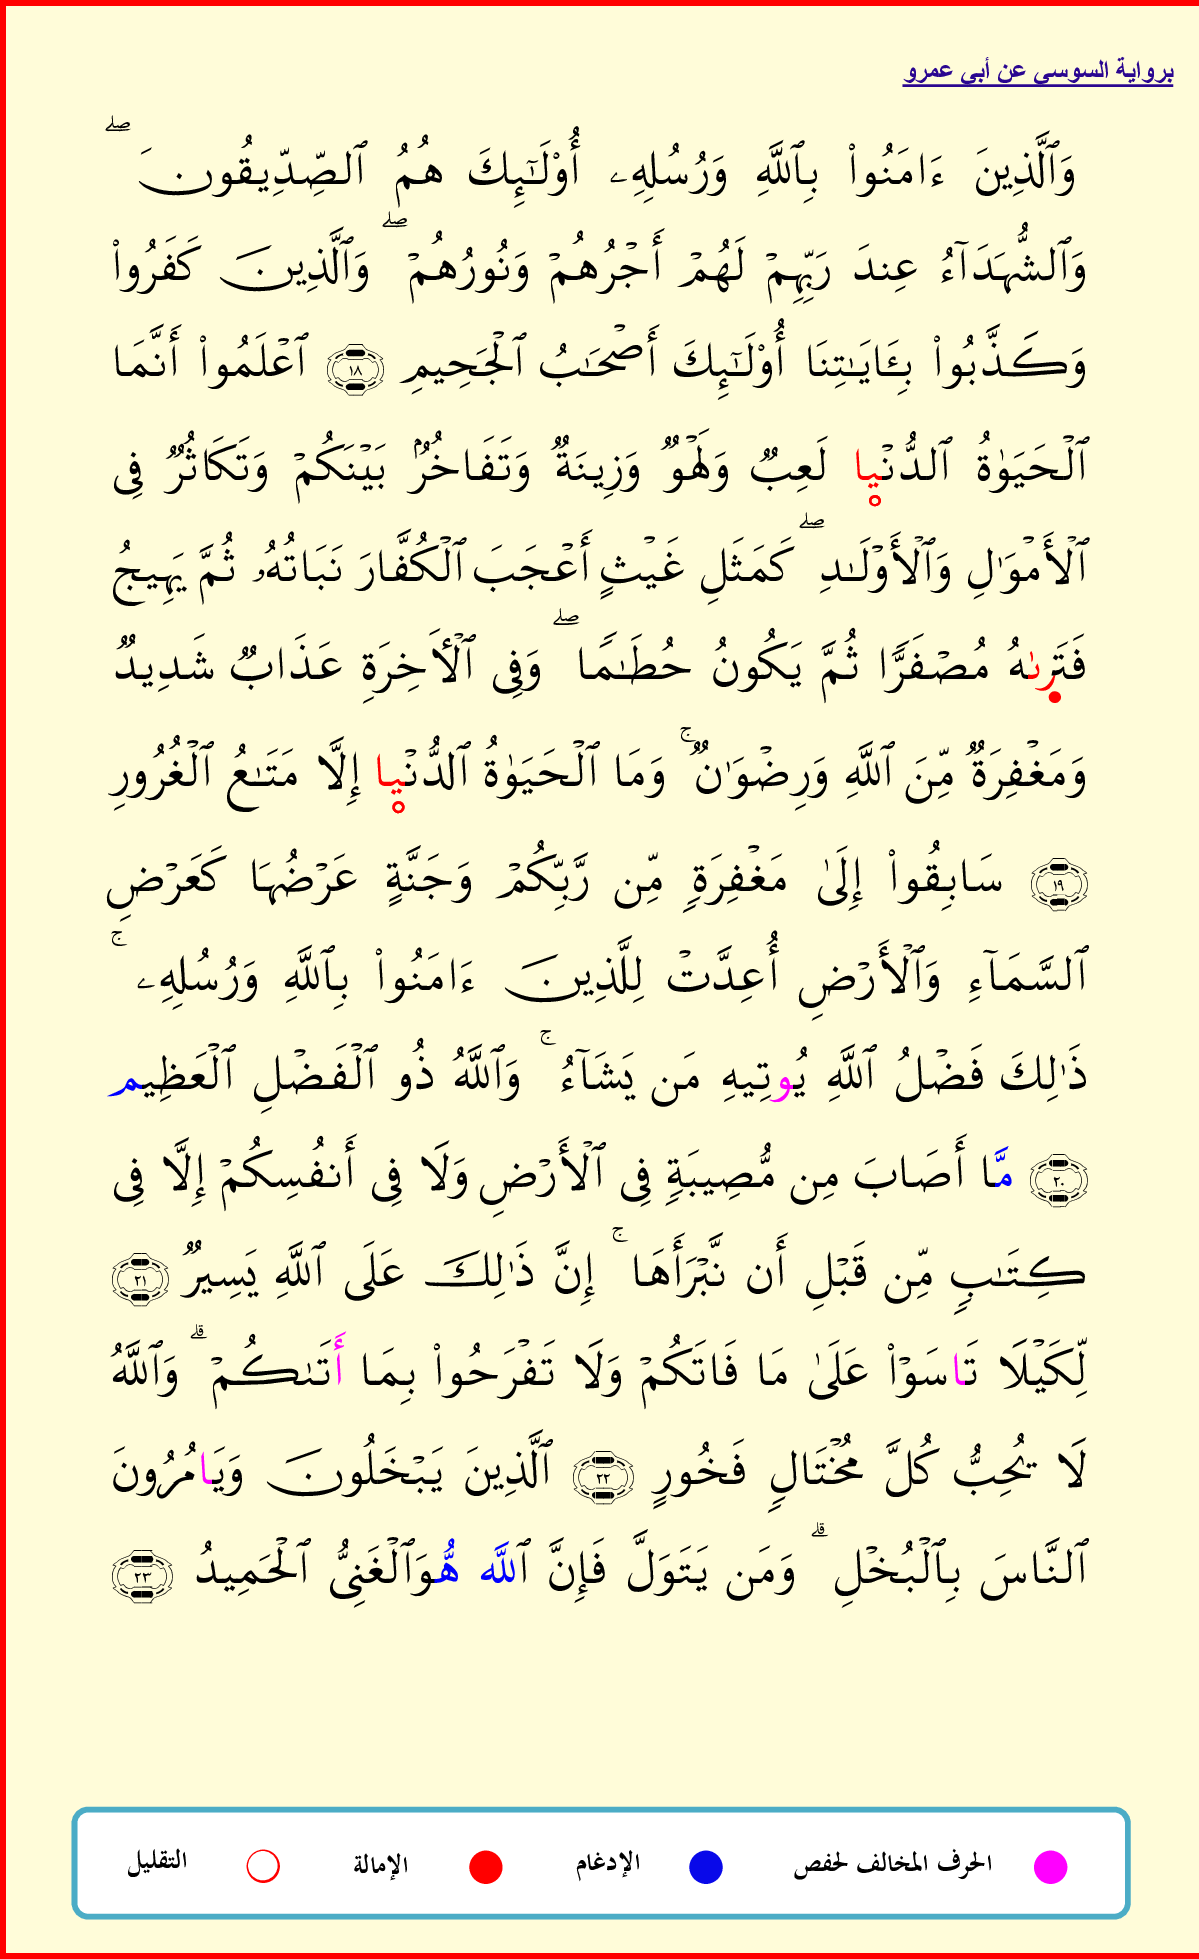 برواية السوسي عن أبي عمرو
وَٱلَّذِينَ ءَامَنُوا۟ بِٱللَّهِ وَرُسُلِهِۦ أُو۟لَـٰٓئِكَ هُمُ ٱلصِّدِّيقُونَ ۖ
وَٱلشُّهَدَآءُ عِندَ رَبِّهِمْ لَهُمْ أَجْرُهُمْ وَنُورُهُمْ ۖ وَٱلَّذِينَ كَفَرُوا۟
وَكَذَّبُوا۟ بِـَٔايَـٰتِنَا أُو۟لَـٰٓئِكَ أَصْحَـٰبُ ٱلْجَحِيمِ ١٨ ٱعْلَمُوا۟ أَنَّمَا
ٱلْحَيَوٰةُ ٱلدُّنْيا لَعِبٌ وَلَهْوٌ وَزِينَةٌ وَتَفَاخُرٌۢ بَيْنَكُمْ وَتَكَاثُرٌ فِى
ٱلْأَمْوَٰلِ وَٱلْأَوْلَـٰدِ ۖ كَمَثَلِ غَيْثٍ أَعْجَبَ ٱلْكُفَّارَ نَبَاتُهُۥ ثُمَّ يَهِيجُ
فَتَرىٰهُ مُصْفَرًّا ثُمَّ يَكُونُ حُطَـٰمًا ۖ وَفِى ٱلْـَٔاخِرَةِ عَذَابٌ شَدِيدٌ
وَمَغْفِرَةٌ مِّنَ ٱللَّهِ وَرِضْوَٰنٌ ۚ وَمَا ٱلْحَيَوٰةُ ٱلدُّنْيا إِلَّا مَتَـٰعُ ٱلْغُرُورِ
١٩ سَابِقُوا۟ إِلَىٰ مَغْفِرَةٍ مِّن رَّبِّكُمْ وَجَنَّةٍ عَرْضُهَا كَعَرْضِ
ٱلسَّمَآءِ وَٱلْأَرْضِ أُعِدَّتْ لِلَّذِينَ ءَامَنُوا۟ بِٱللَّهِ وَرُسُلِهِۦ ۚ
ذَٰلِكَ فَضْلُ ٱللَّهِ يُوتِيهِ مَن يَشَآءُ ۚ وَٱللَّهُ ذُو ٱلْفَضْلِ ٱلْعَظِيم
٢٠ مَّا أَصَابَ مِن مُّصِيبَةٍ فِى ٱلْأَرْضِ وَلَا فِى أَنفُسِكُمْ إِلَّا فِى
كِتَـٰبٍ مِّن قَبْلِ أَن نَّبْرَأَهَا ۚ إِنَّ ذَٰلِكَ عَلَى ٱللَّهِ يَسِيرٌ ٢١
لِّكَيْلَا تَاسَوْا۟ عَلَىٰ مَا فَاتَكُمْ وَلَا تَفْرَحُوا۟ بِمَا أَتَىٰكُمْ ۗ وَٱللَّهُ
لَا يُحِبُّ كُلَّ مُخْتَالٍ فَخُورٍ ٢٢ ٱلَّذِينَ يَبْخَلُونَ وَيَامُرُونَ
ٱلنَّاسَ بِٱلْبُخْلِ ۗ وَمَن يَتَوَلَّ فَإِنَّ ٱللَّه هُّوَٱلْغَنِىُّ ٱلْحَمِيدُ ٢٣
الحرف المخالف لحفص الإدغام الإمالة التقليل